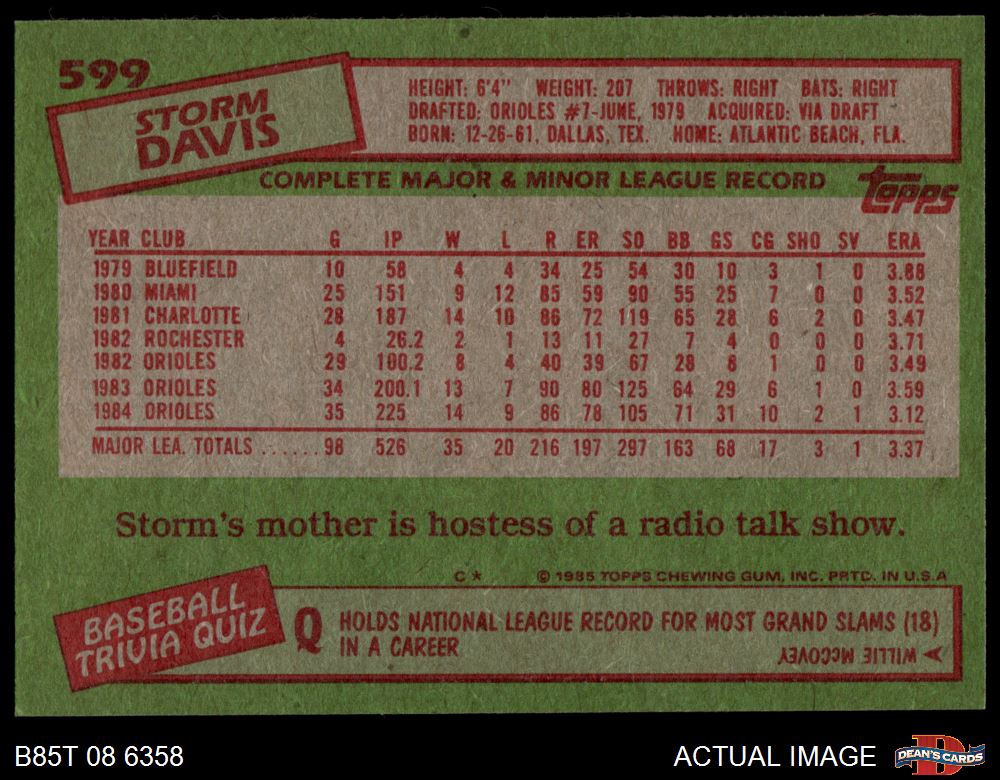 599
STORM
DAVIS
HEIGHT: 6'4" WEIGHT: 207 THROWS: RIGHT BATS: RIGHT
DRAFTED: ORIOLES #7-JUNE, 1979 ACQUIRED: VIA DRAFT
BORN: 12-26-61, DALLAS, TEX. HOME: ATLANTIC BEACH, FLA.
COMPLETE MAJOR & MINOR LEAGUE RECORD
Topps
YEAR CLUB G IP W L R ER SO BB GS CG SHO SV ERA
1979 BLUEFIELD 10 58 4 4 34 25 54 30 10 3 1 0 3.88
1980 MIAMI 25 151 9 12 85 59 90 55 25 7 0 0 3.52
1981 CHARLOTTE 28 187 14 10 86 72 119 65 28 6 2 0 3.47
1982 ROCHESTER 4 26.2 2 1 13 11 27 7 4 0 0 0 3.71
1982 ORIOLES 29 100.2 8 4 40 39 67 28 8 1 0 0 3.49
1983 ORIOLES 34 200.1 13 7 90 80 125 64 29 6 1 0 3.59
1984 ORIOLES 35 225 14 9 86 78 105 71 31 10 2 1 3.12
MAJOR LEA. TOTALS ...... 98 526 35 20 216 197 297 163 68 17 3 1 3.37
Storm's mother is hostess of a radio talk show.
C* © 1985 TOPPS CHEWING GUM, INC. PRTD. IN U.S.A
BASEBALL
TRIVIA QUIZ
Q HOLDS NATIONAL LEAGUE RECORD FOR MOST GRAND SLAMS (18)
IN A CAREER
WILLIE MCCOVEY
B85T 08 6358
ACTUAL IMAGE
D
DEAN'S CARDS